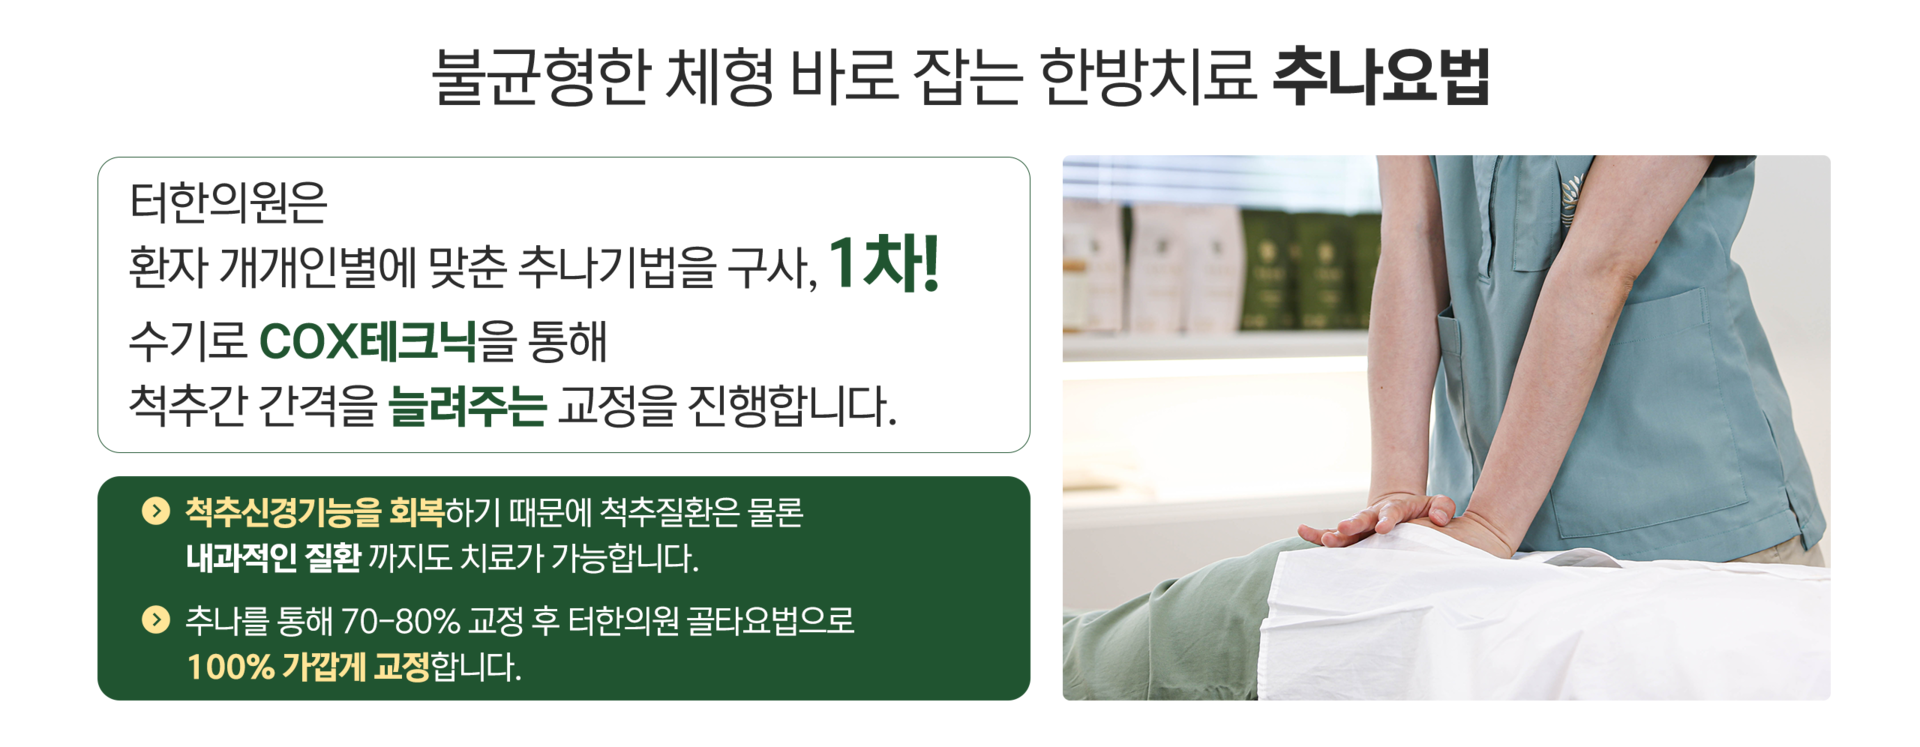 불균형한 체형 바로 잡는 한방치료 추나요법
터한의원은
환자 개개인별에 맞춘 추나기법을 구사, 1차!
수기로 COX테크닉을 통해
척추간 간격을 늘려주는 교정을 진행합니다.
척추신경기능을 회복하기 때문에 척추질환은 물론
내과적인 질환 까지도 치료가 가능합니다.
추나를 통해 70-80% 교정 후 터한의원 골타요법으로
100% 가깝게 교정합니다.